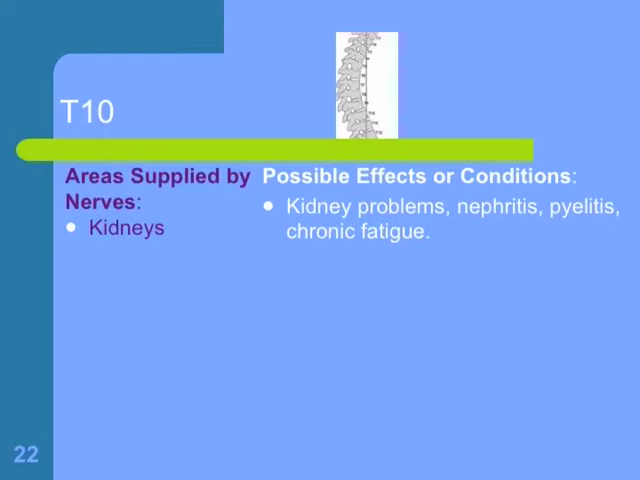 T10
Areas Supplied by
Nerves:
Kidneys
Possible Effects or Conditions:
Kidney problems, nephritis, pyelitis,
chronic fatigue.
22